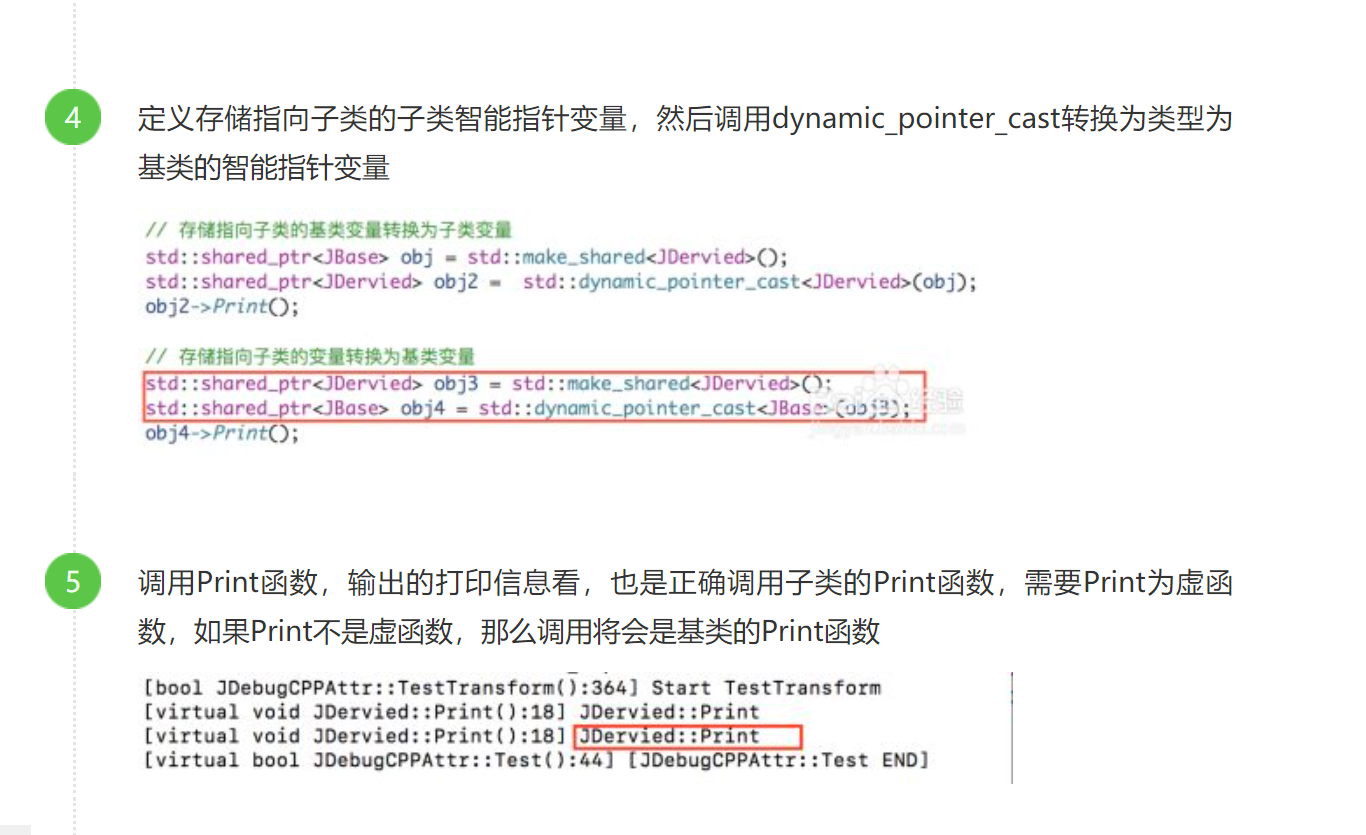 4
定义存储指向子类的子类智能指针变量，然后调用dynamic_pointer_cast转换为类型为
基类的智能指针变量
// 存储指向子类的基类变量转换为子类变量
std::shared_ptr<JBase> obj = std::make_shared<JDervied>();
std::shared_ptr<JDervied> obj2 =  std::dynamic_pointer_cast<JDervied>(obj);
obj2->Print();
// 存储指向子类的变量转换为基类变量
std::shared_ptr<JDervied> obj3 = std::make_shared<JDervied>();
std::shared_ptr<JBase> obj4 = std::dynamic_pointer_cast<JBase>(obj3);
obj4->Print();
5
调用Print函数，输出的打印信息看，也是正确调用子类的Print函数，需要Print为虚函
数，如果Print不是虚函数，那么调用将会是基类的Print函数
[bool JDebugCPPAttr::TestTransform():364] Start TestTransform
[virtual void JDervied::Print():18] JDervied::Print
[virtual void JDervied::Print():18] JDervied::Print
[virtual bool JDebugCPPAttr::Test():44] [JDebugCPPAttr::Test END]